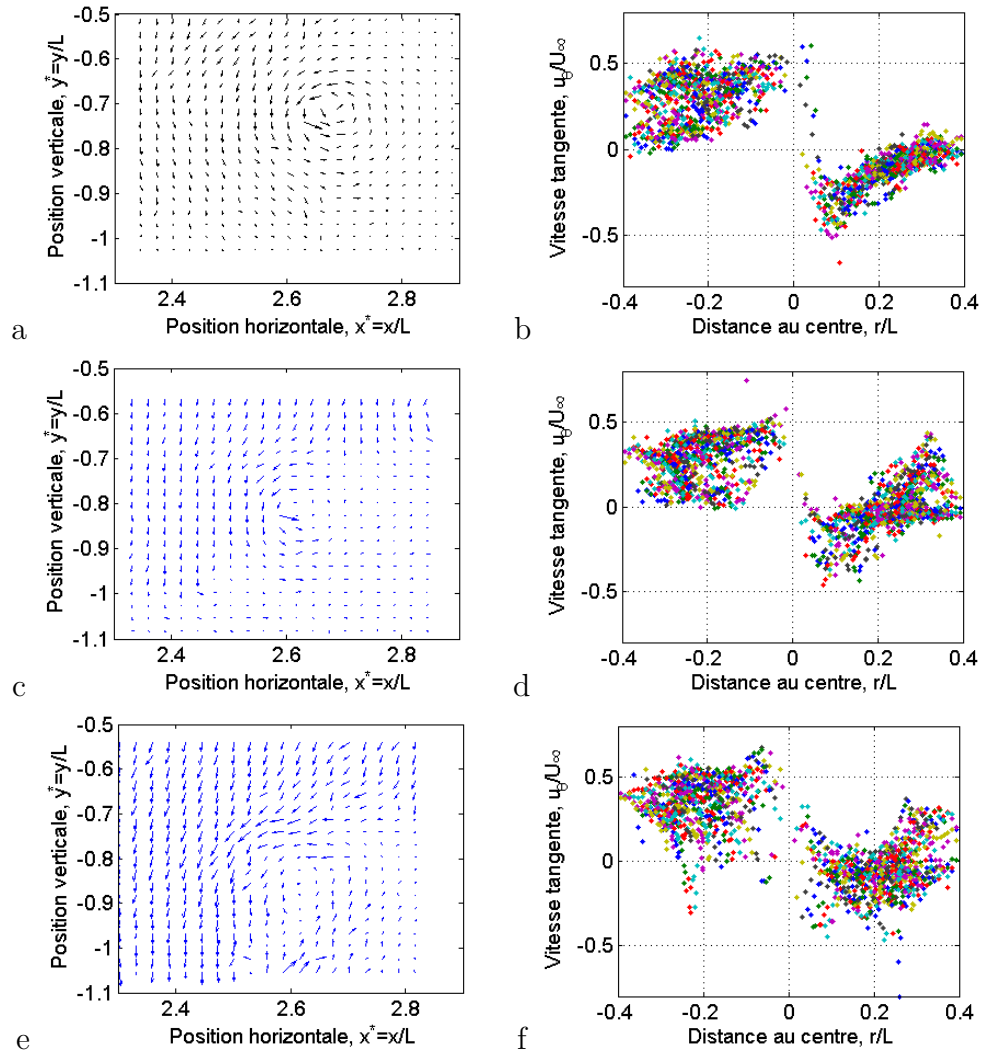 -0.5
-0.6
-0.7
-0.8
-0.9
-1
-1.1
Position verticale, y*=y/L
2.4 2.6 2.8
Position horizontale, x*=x/L
a
0.5
0
-0.5
Vitesse tangente, uθ/U∞
-0.4 -0.2 0 0.2 0.4
Distance au centre, r/L
b
-0.5
-0.6
-0.7
-0.8
-0.9
-1
-1.1
Position verticale, y*=y/L
2.4 2.6 2.8
Position horizontale, x*=x/L
c
0.5
0
-0.5
Vitesse tangente, uθ/U∞
-0.4 -0.2 0 0.2 0.4
Distance au centre, r/L
d
-0.5
-0.6
-0.7
-0.8
-0.9
-1
-1.1
Position verticale, y*=y/L
2.4 2.6 2.8
Position horizontale, x*=x/L
e
0.5
0
-0.5
Vitesse tangente, uθ/U∞
-0.4 -0.2 0 0.2 0.4
Distance au centre, r/L
f